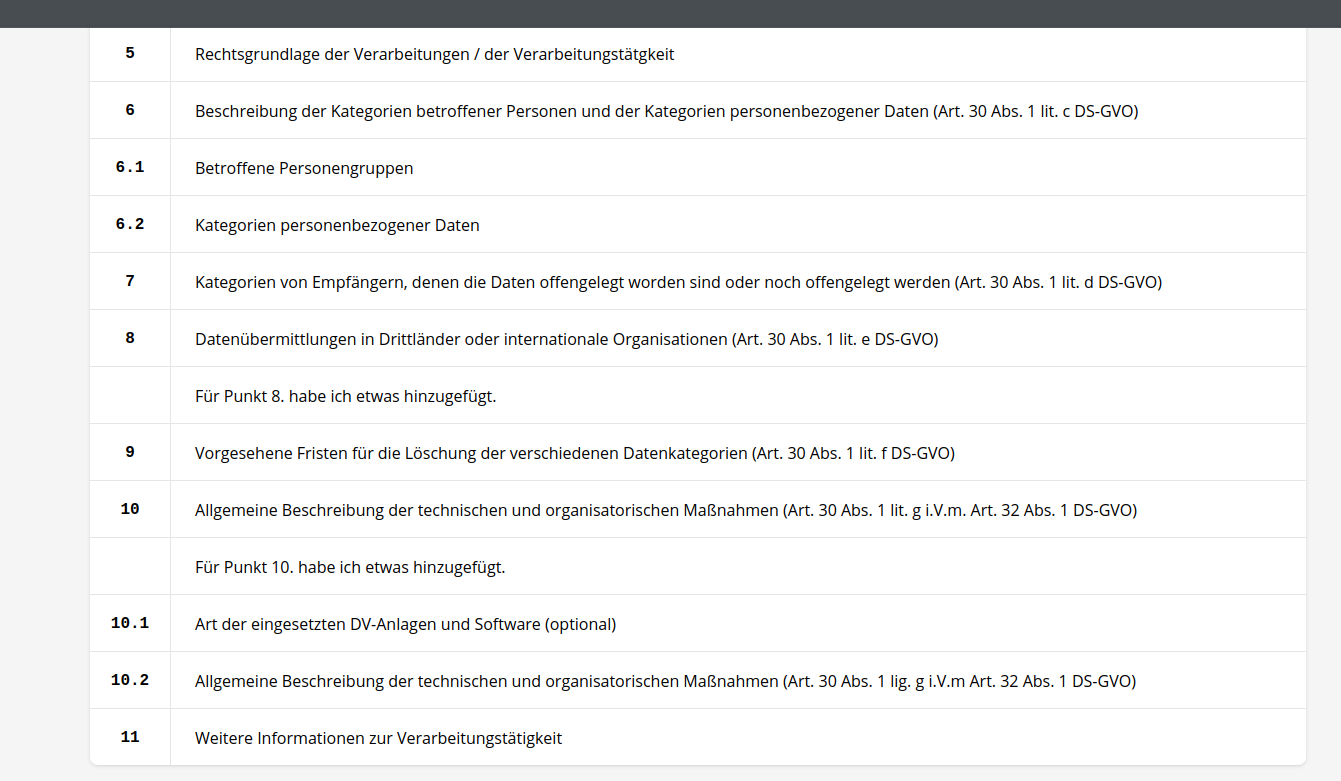 5 Rechtsgrundlage der Verarbeitungen / der Verarbeitungstätgkeit
6 Beschreibung der Kategorien betroffener Personen und der Kategorien personenbezogener Daten (Art. 30 Abs. 1 lit. c DS-GVO)
6.1 Betroffene Personengruppen
6.2 Kategorien personenbezogener Daten
7 Kategorien von Empfängern, denen die Daten offengelegt worden sind oder noch offengelegt werden (Art. 30 Abs. 1 lit. d DS-GVO)
8 Datenübermittlungen in Drittländer oder internationale Organisationen (Art. 30 Abs. 1 lit. e DS-GVO)
Für Punkt 8. habe ich etwas hinzugefügt.
9 Vorgesehene Fristen für die Löschung der verschiedenen Datenkategorien (Art. 30 Abs. 1 lit. f DS-GVO)
10 Allgemeine Beschreibung der technischen und organisatorischen Maßnahmen (Art. 30 Abs. 1 lit. g i.V.m. Art. 32 Abs. 1 DS-GVO)
Für Punkt 10. habe ich etwas hinzugefügt.
10.1 Art der eingesetzten DV-Anlagen und Software (optional)
10.2 Allgemeine Beschreibung der technischen und organisatorischen Maßnahmen (Art. 30 Abs. 1 lig. g i.V.m Art. 32 Abs. 1 DS-GVO)
11 Weitere Informationen zur Verarbeitungstätigkeit